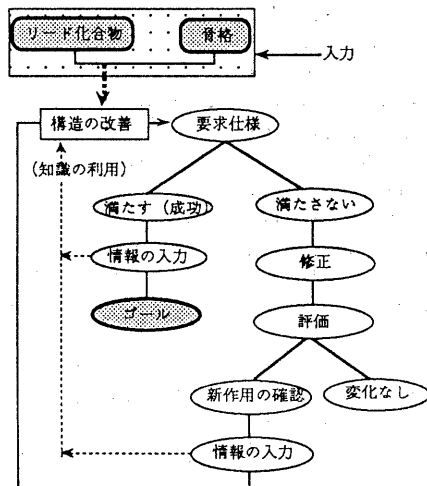 リード化合物
骨格
入力
構造の改善
要求仕様
(知識の利用)
満たす (成功)
満たさない
情報の入力
修正
ゴール
評価
新作用の確認
変化なし
情報の入力